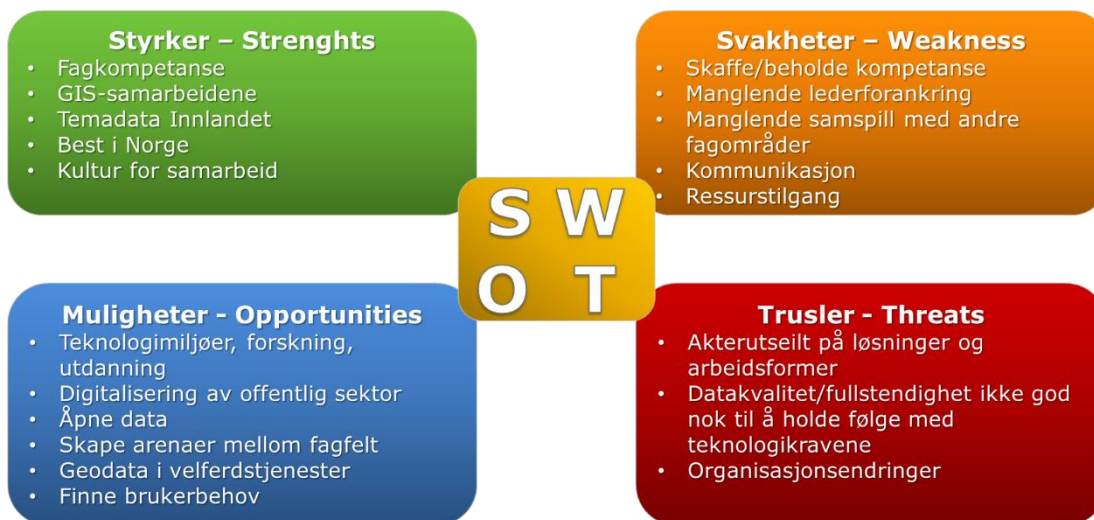 Styrker – Strenghts
• Fagkompetanse
• GIS-samarbeidene
• Temadata Innlandet
• Best i Norge
• Kultur for samarbeid
Svakheter – Weakness
• Skaffe/beholde kompetanse
• Manglende lederforankring
• Manglende samspill med andre
fagområder
• Kommunikasjon
• Ressurstilgang
S W
O T
Muligheter - Opportunities
• Teknologimiljøer, forskning,
utdanning
• Digitalisering av offentlig sektor
• Åpne data
• Skape arenaer mellom fagfelt
• Geodata i velferdstjenester
• Finne brukerbehov
Trusler - Threats
• Akterutseilt på løsninger og
arbeidsformer
• Datakvalitet/fullstendighet ikke god
nok til å holde følge med
teknologikravene
• Organisasjonsendringer